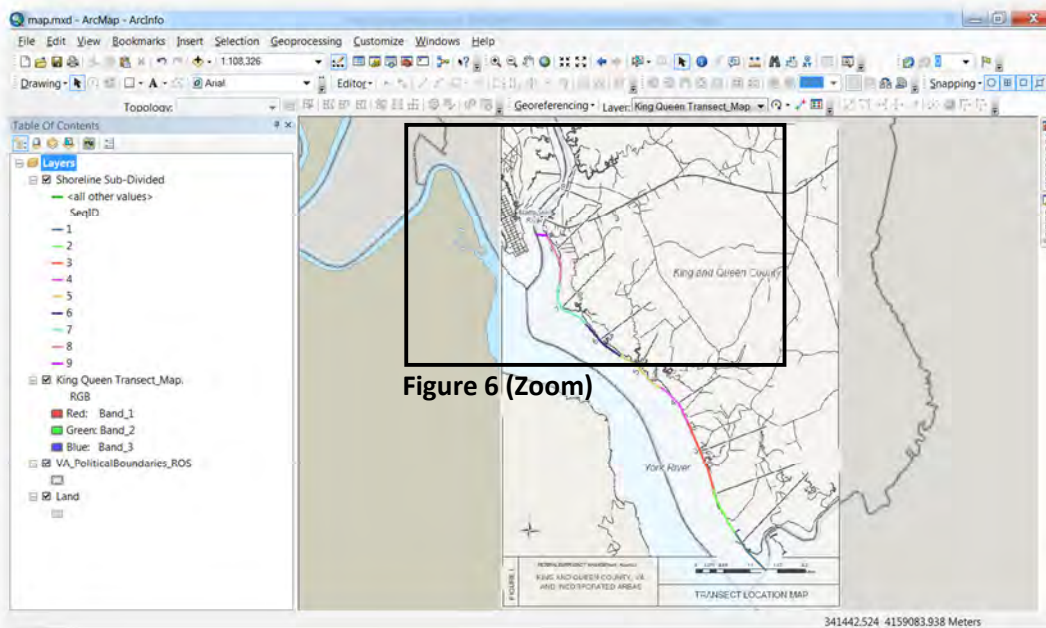 map.mxd - ArcMap - ArcInfo
File Edit View Bookmarks Insert Selection Geoprocessing Customize Windows Help
1:108,326
Drawing A Arial Editor Snapping
Topology: Georeferencing Layer: King Queen Transect_Map
Table Of Contents
Layers
Shoreline Sub-Divided
<all other values>
SegID
1
2
3
4
5
6
7
8
9
King Queen Transect_Map.
RGB
Red: Band_1
Green: Band_2
Blue: Band_3
VA_PoliticalBoundaries_ROS
Land
King and Queen County
Figure 6 (Zoom)
York River
FIGURE 1
KING AND QUEEN COUNTY, VA
AND INCORPORATED AREAS
TRANSECT LOCATION MAP
341442.524 4159083.938 Meters